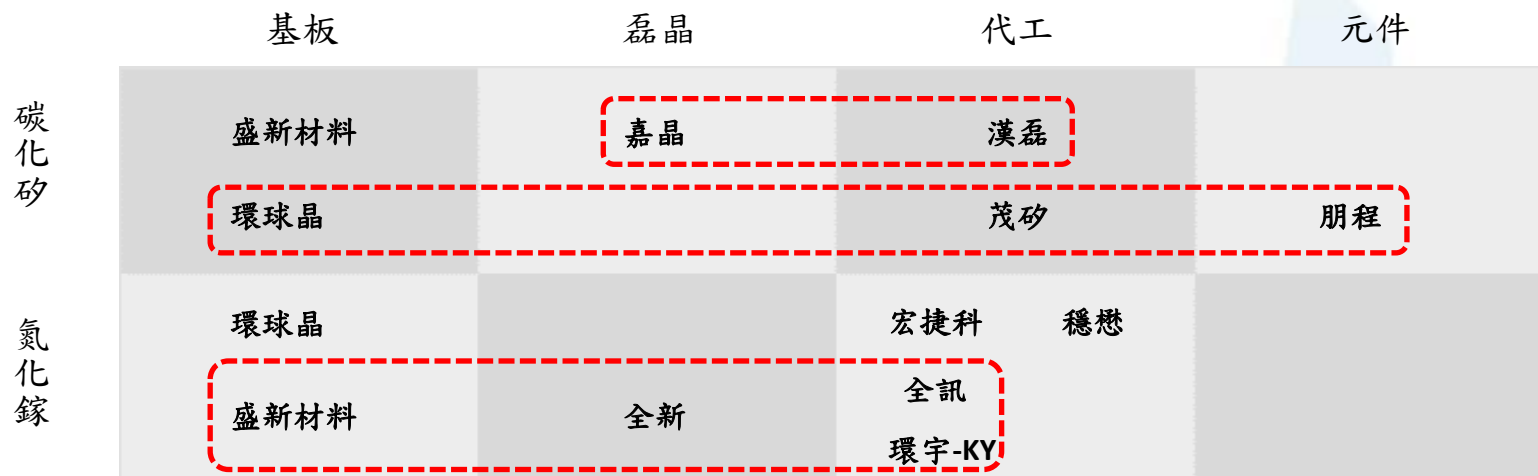 基板 磊晶 代工 元件
碳化矽
盛新材料 嘉晶 漢磊
環球晶 茂矽 朋程
氮化鎵
環球晶 宏捷科 穩懋
盛新材料 全新 全訊
環宇-KY